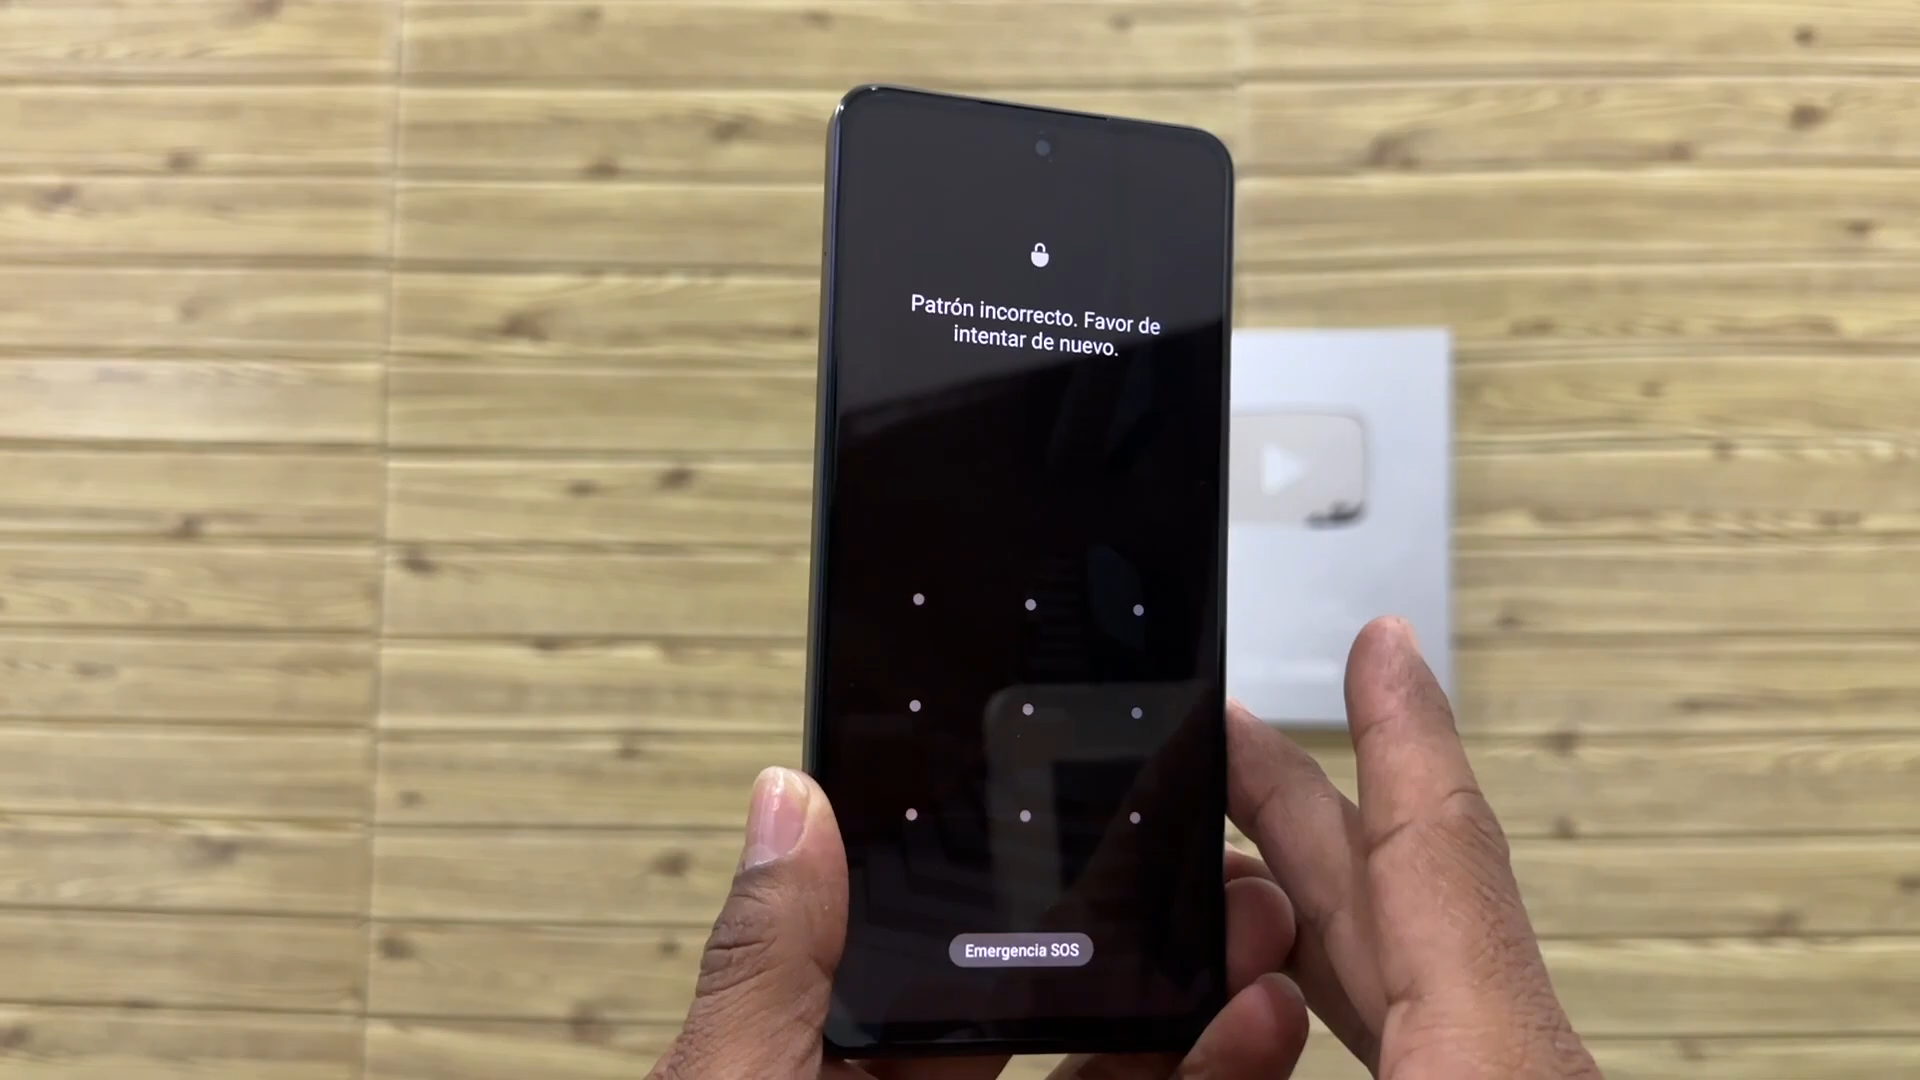 Patrón incorrecto. Favor de
intentar de nuevo.
Emergencia SOS